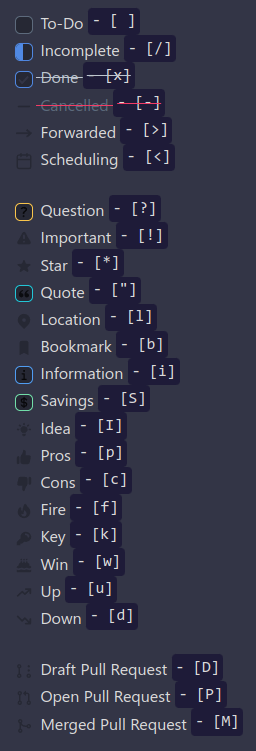 To-Do - [ ]
Incomplete - [/]
Done - [x]
Cancelled - [-]
Forwarded - [>]
Scheduling - [<]
Question - [?]
Important - [!]
Star - [*]
Quote - ["]
Location - [l]
Bookmark - [b]
Information - [i]
Savings - [S]
Idea - [I]
Pros - [p]
Cons - [c]
Fire - [f]
Key - [k]
Win - [w]
Up - [u]
Down - [d]
Draft Pull Request - [D]
Open Pull Request - [P]
Merged Pull Request - [M]